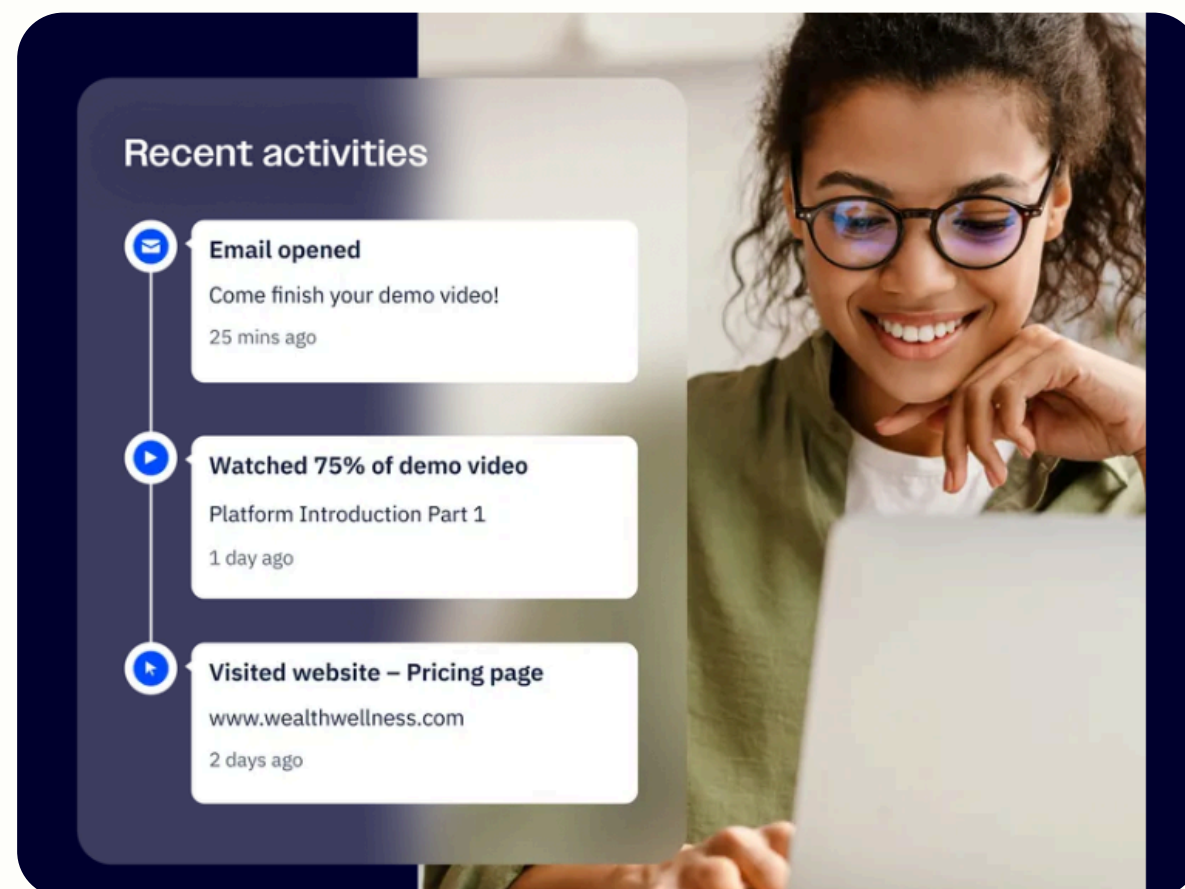 Recent activities
Email opened
Come finish your demo video!
25 mins ago
Watched 75% of demo video
Platform Introduction Part 1
1 day ago
Visited website – Pricing page
www.wealthwellness.com
2 days ago